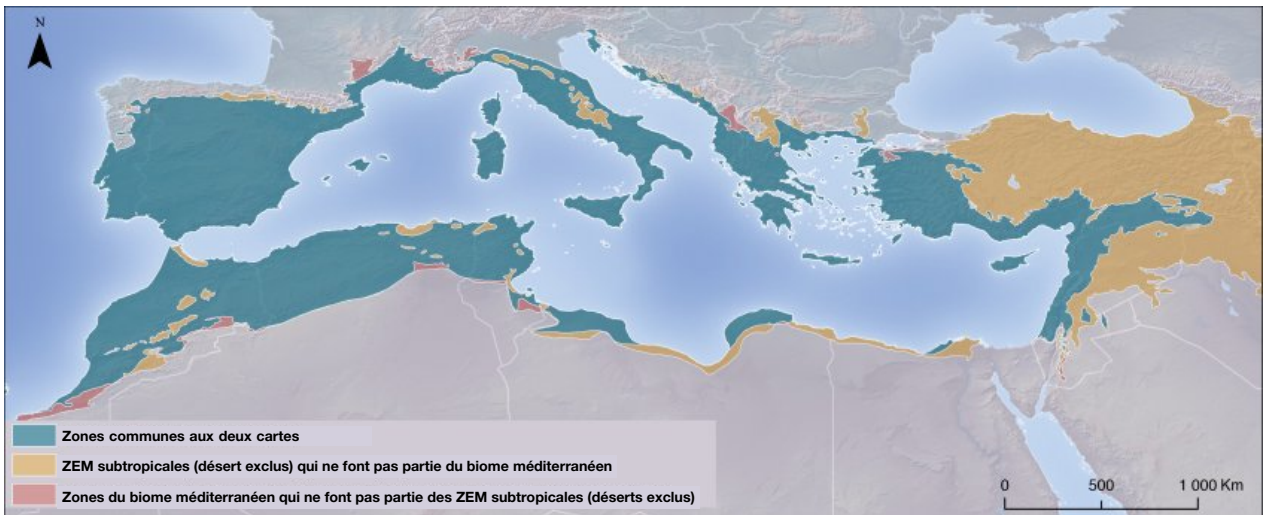 N
Zones communes aux deux cartes
ZEM subtropicales (désert exclus) qui ne font pas partie du biome méditerranéen
Zones du biome méditerranéen qui ne font pas partie des ZEM subtropicales (déserts exclus)
0 500 1 000 Km